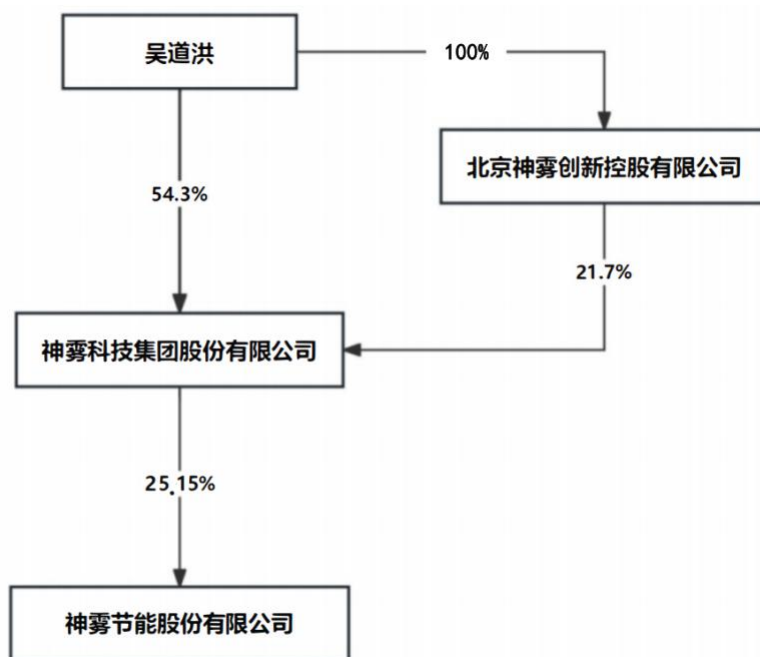 吴道洪
100%
北京神雾创新控股有限公司
54.3%
21.7%
神雾科技集团股份有限公司
25.15%
神雾节能股份有限公司